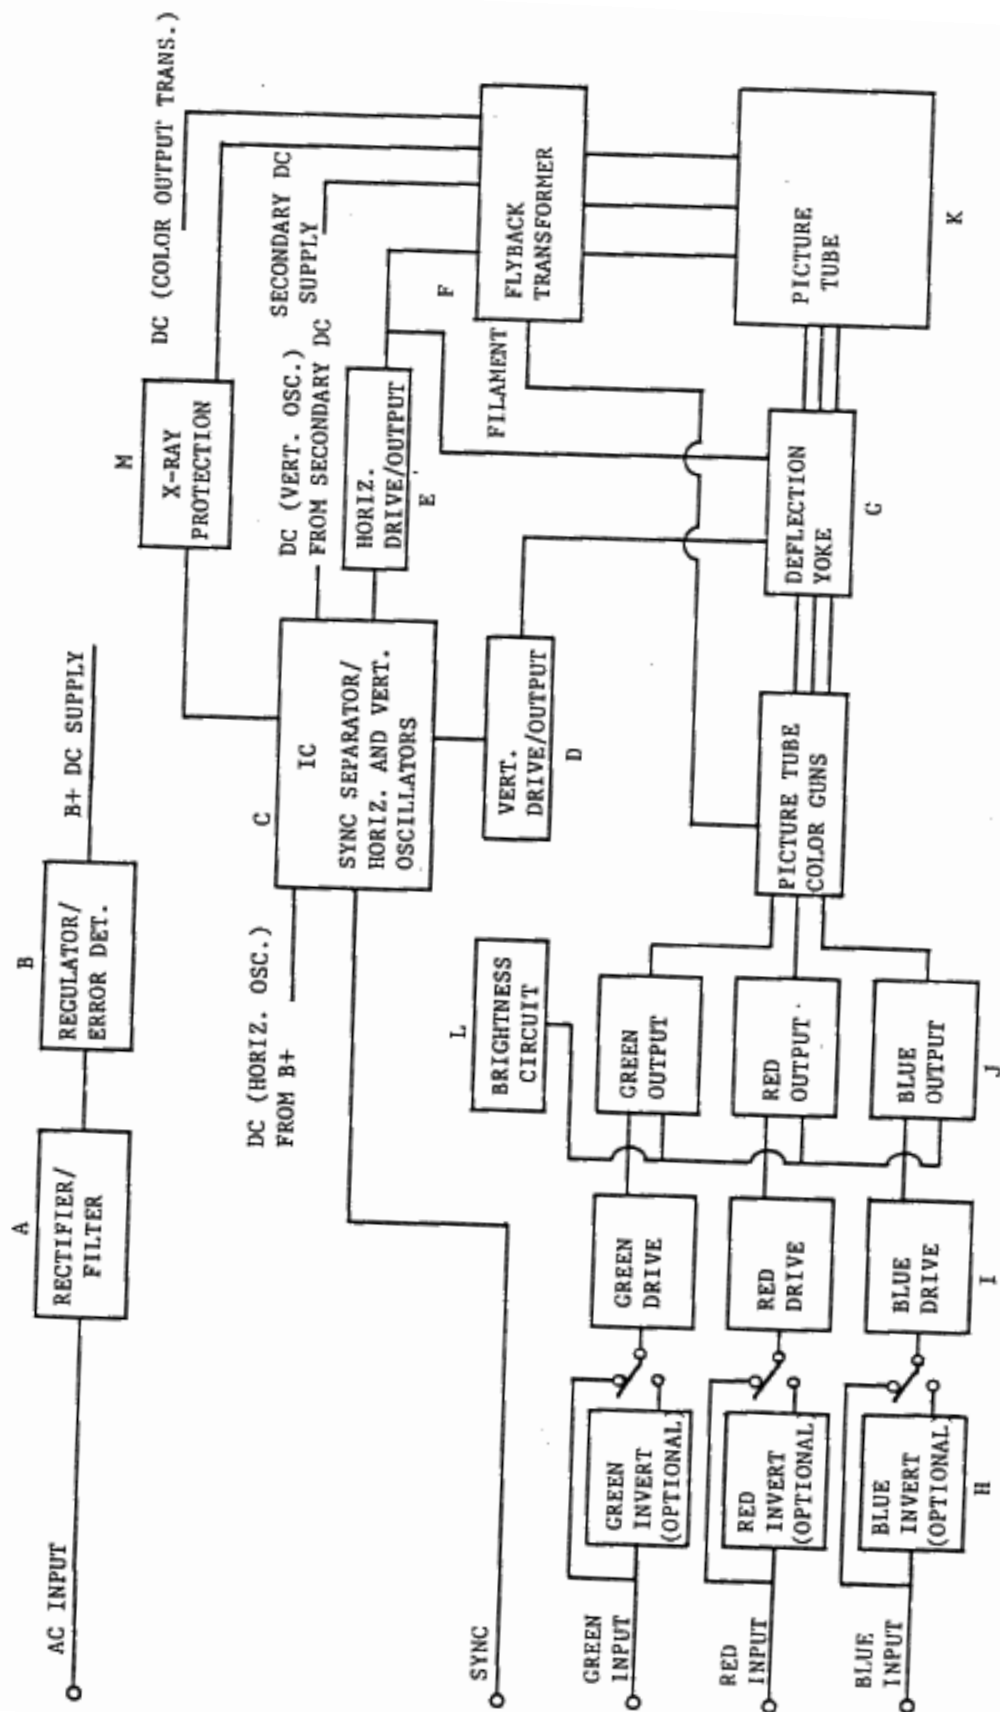 AC INPUT
A
RECTIFIER/
FILTER
B
REGULATOR/
ERROR DET.
B+ DC SUPPLY
M
X-RAY
PROTECTION
DC (COLOR OUTPUT TRANS.)
DC (HORIZ. OSC.)
FROM B+
C
IC
SYNC SEPARATOR/
HORIZ. AND VERT.
OSCILLATORS
DC (VERT. OSC.)
FROM SECONDARY DC
SECONDARY DC
SUPPLY
HORIZ.
DRIVE/OUTPUT
E
F
FLYBACK
TRANSFORMER
FILAMENT
SYNC
L
BRIGHTNESS
CIRCUIT
VERT.
DRIVE/OUTPUT
D
GREEN
INPUT
GREEN
INVERT
(OPTIONAL)
GREEN
DRIVE
GREEN
OUTPUT
RED
INPUT
RED
INVERT
(OPTIONAL)
RED
DRIVE
RED
OUTPUT
BLUE
INPUT
BLUE
INVERT
(OPTIONAL)
H
BLUE
DRIVE
I
BLUE
OUTPUT
J
PICTURE TUBE
COLOR GUNS
DEFLECTION
YOKE
G
PICTURE
TUBE
K